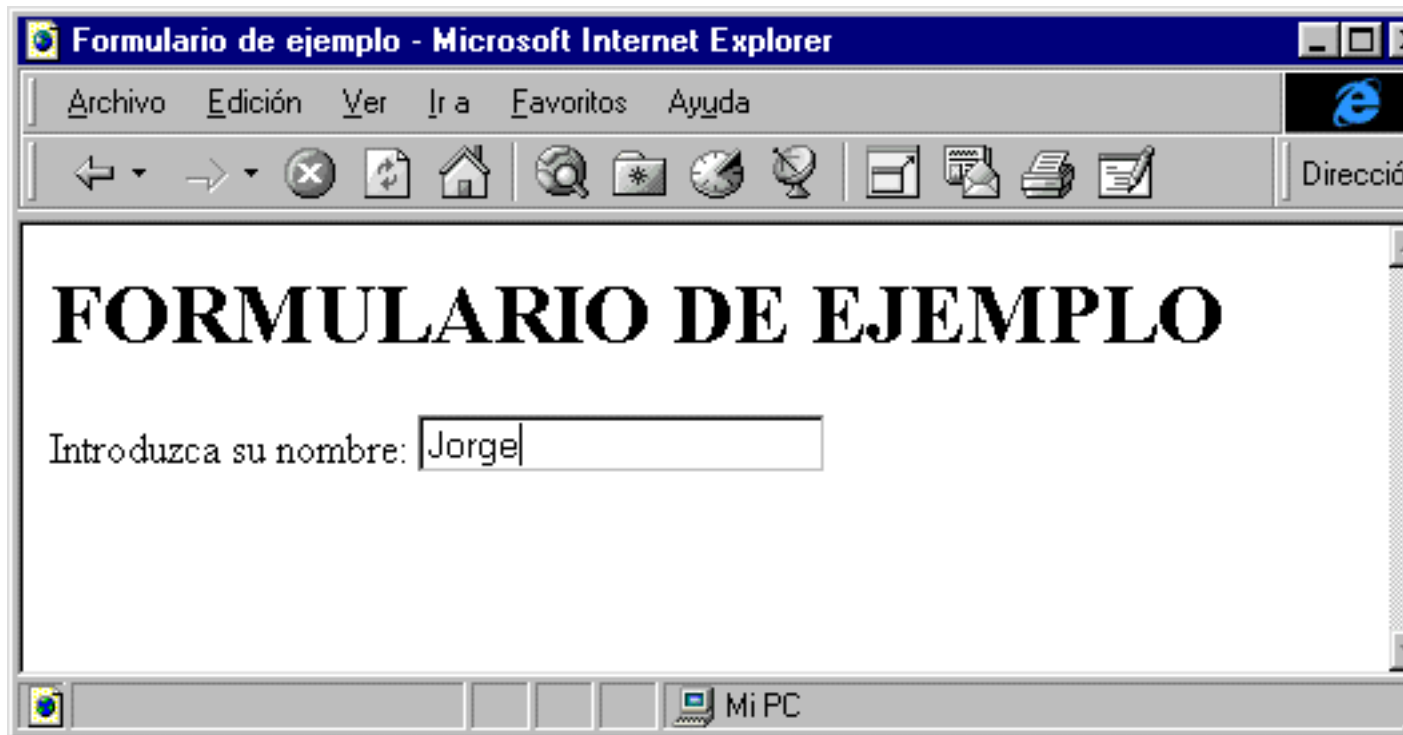 Formulario de ejemplo - Microsoft Internet Explorer
Archivo Edición Ver Ir a Favoritos Ayuda
Direcció
FORMULARIO DE EJEMPLO
Introduzca su nombre: Jorge
Mi PC